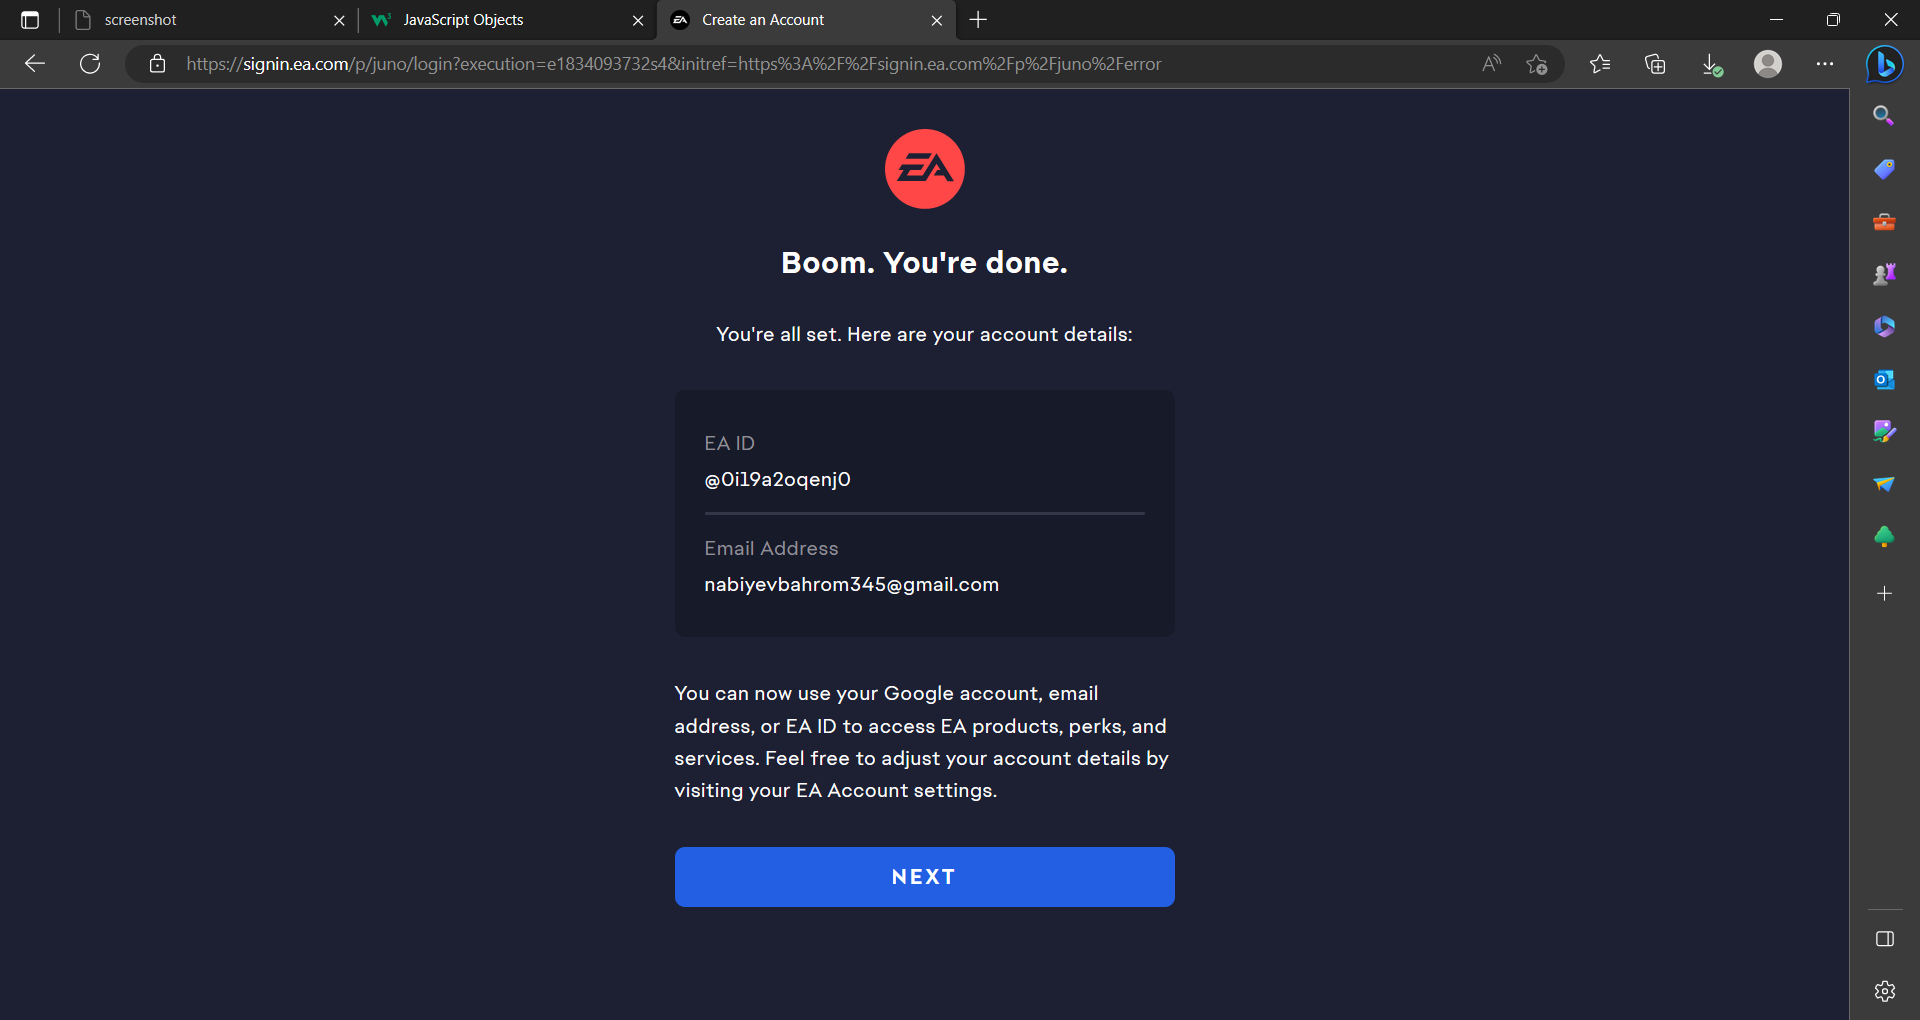 screenshot
JavaScript Objects
Create an Account
https://signin.ea.com/p/juno/login?execution=e1834093732s4&initref=https%3A%2F%2Fsignin.ea.com%2Fp%2Fjuno%2Ferror
EA
Boom. You're done.
You're all set. Here are your account details:
EA ID
@0i19a2oqenj0
Email Address
nabiyevbahrom345@gmail.com
You can now use your Google account, email
address, or EA ID to access EA products, perks, and
services. Feel free to adjust your account details by
visiting your EA Account settings.
NEXT